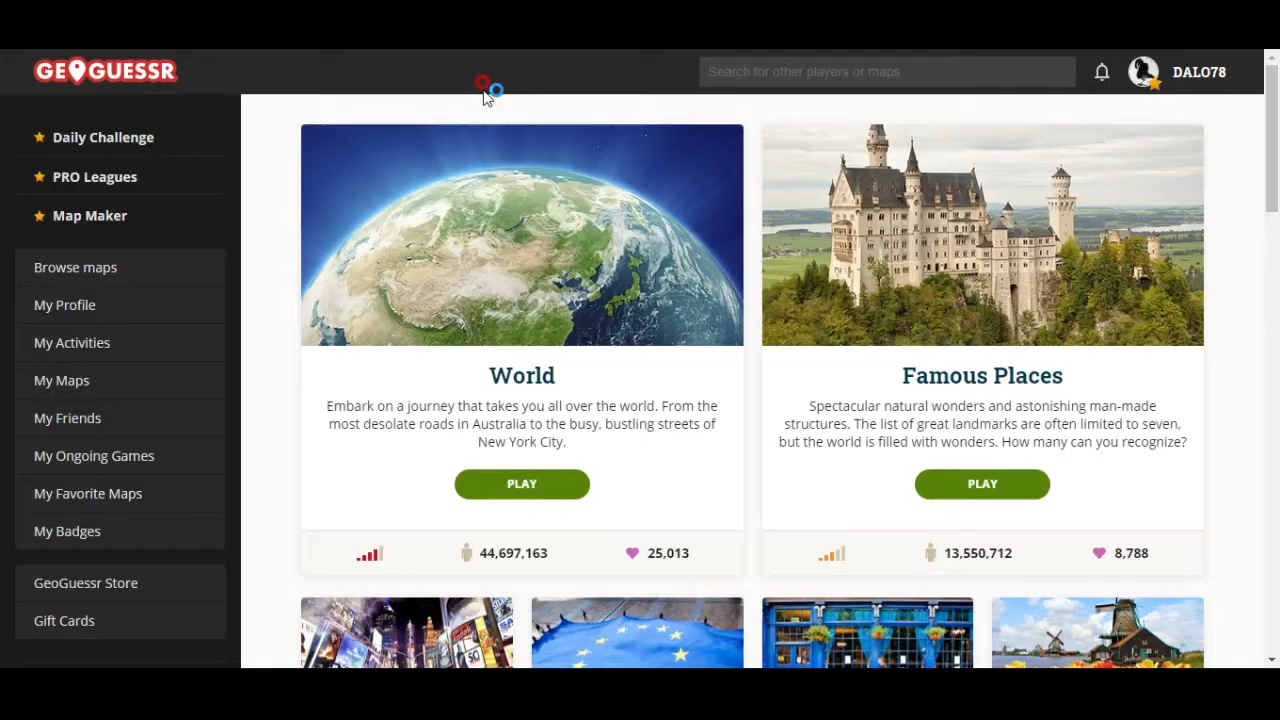 GEOGUESSR
Search for other players or maps
DALO78
Daily Challenge
PRO Leagues
Map Maker
Browse maps
My Profile
My Activities
My Maps
My Friends
My Ongoing Games
My Favorite Maps
My Badges
GeoGuessr Store
Gift Cards
World
Embark on a journey that takes you all over the world. From the
most desolate roads in Australia to the busy, bustling streets of
New York City.
PLAY
44,697,163
25,013
Famous Places
Spectacular natural wonders and astonishing man-made
structures. The list of great landmarks are often limited to seven,
but the world is filled with wonders. How many can you recognize?
PLAY
13,550,712
8,788